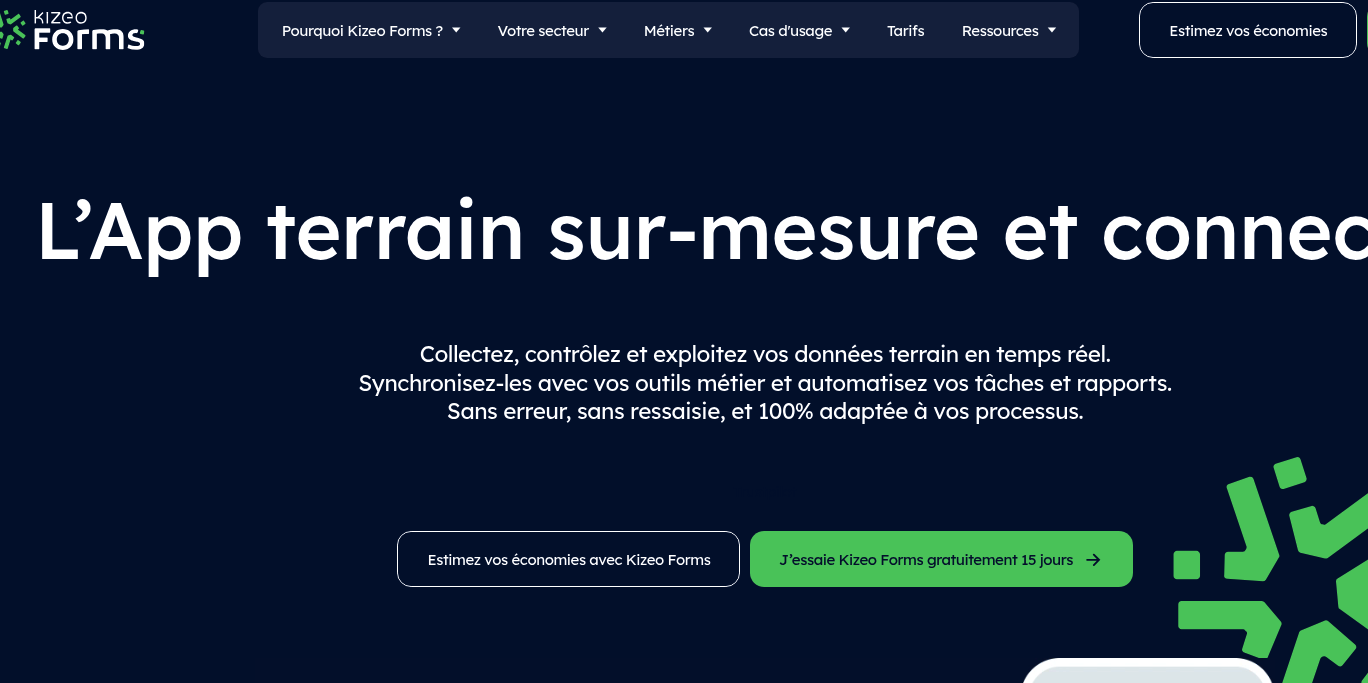 kizeo
Forms
Pourquoi Kizeo Forms ? Votre secteur Métiers Cas d'usage Tarifs Ressources Estimez vos économies
L’App terrain sur-mesure et
Collectez, contrôlez et exploitez vos données terrain en temps réel.
Synchronisez-les avec vos outils métier et automatisez vos tâches et rapports.
Sans erreur, sans ressaisie, et 100% adaptée à vos processus.
Estimez vos économies avec Kizeo Forms J’essaie Kizeo Forms gratuitement 15 jours